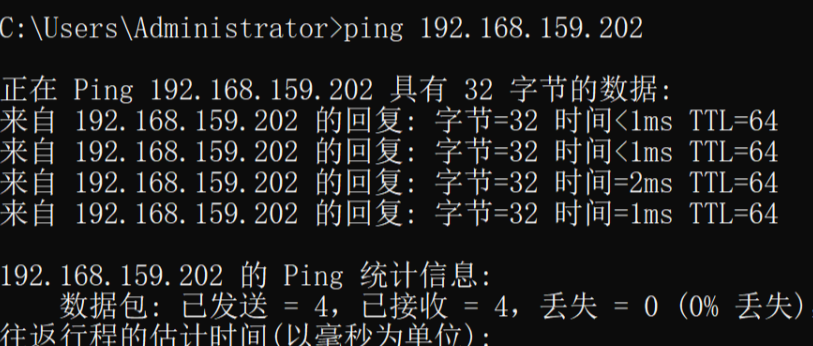 C:\Users\Administrator>ping 192.168.159.202
正在 Ping 192.168.159.202 具有 32 字节的数据:
来自 192.168.159.202 的回复: 字节=32 时间<1ms TTL=64
来自 192.168.159.202 的回复: 字节=32 时间<1ms TTL=64
来自 192.168.159.202 的回复: 字节=32 时间=2ms TTL=64
来自 192.168.159.202 的回复: 字节=32 时间=1ms TTL=64
192.168.159.202 的 Ping 统计信息:
数据包: 已发送 = 4，已接收 = 4，丢失 = 0 (0% 丢失)
往返行程的估计时间(以毫秒为单位):